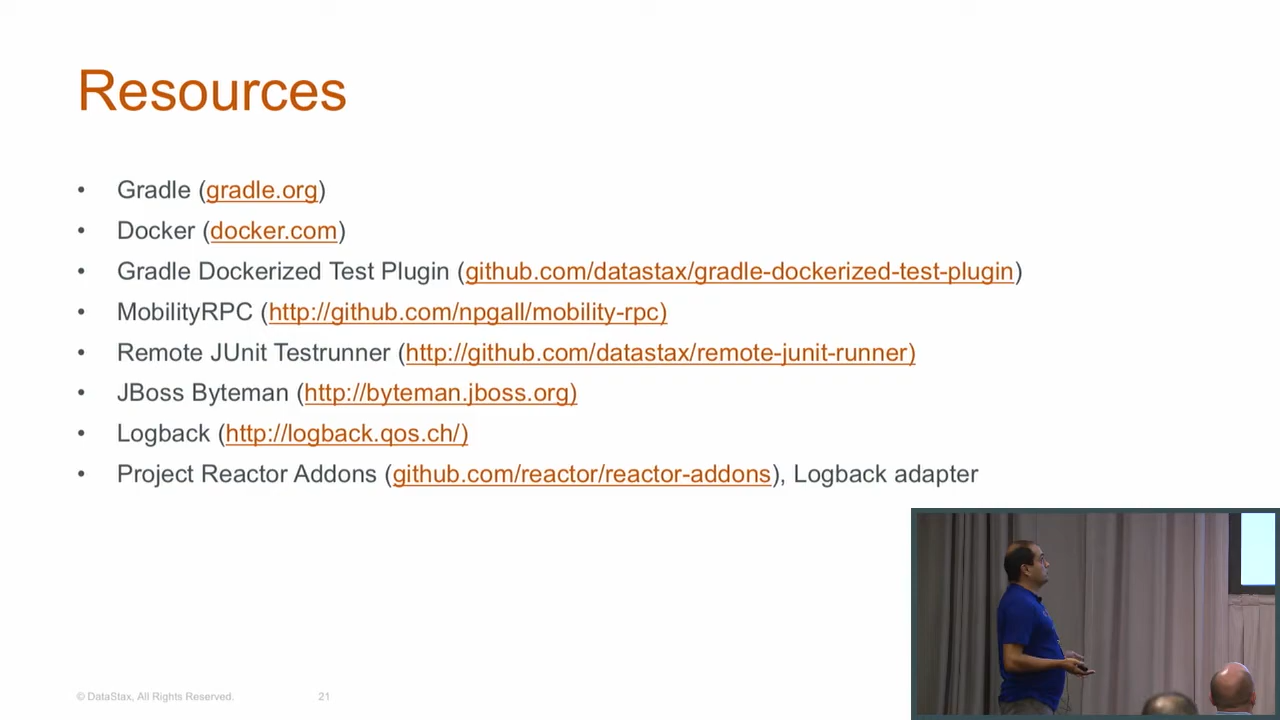 Resources
• Gradle (gradle.org)
• Docker (docker.com)
• Gradle Dockerized Test Plugin (github.com/datastax/gradle-dockerized-test-plugin)
• MobilityRPC (http://github.com/npgall/mobility-rpc)
• Remote JUnit Testrunner (http://github.com/datastax/remote-junit-runner)
• JBoss Byteman (http://byteman.jboss.org)
• Logback (http://logback.qos.ch/)
• Project Reactor Addons (github.com/reactor/reactor-addons), Logback adapter
© DataStax, All Rights Reserved. 21